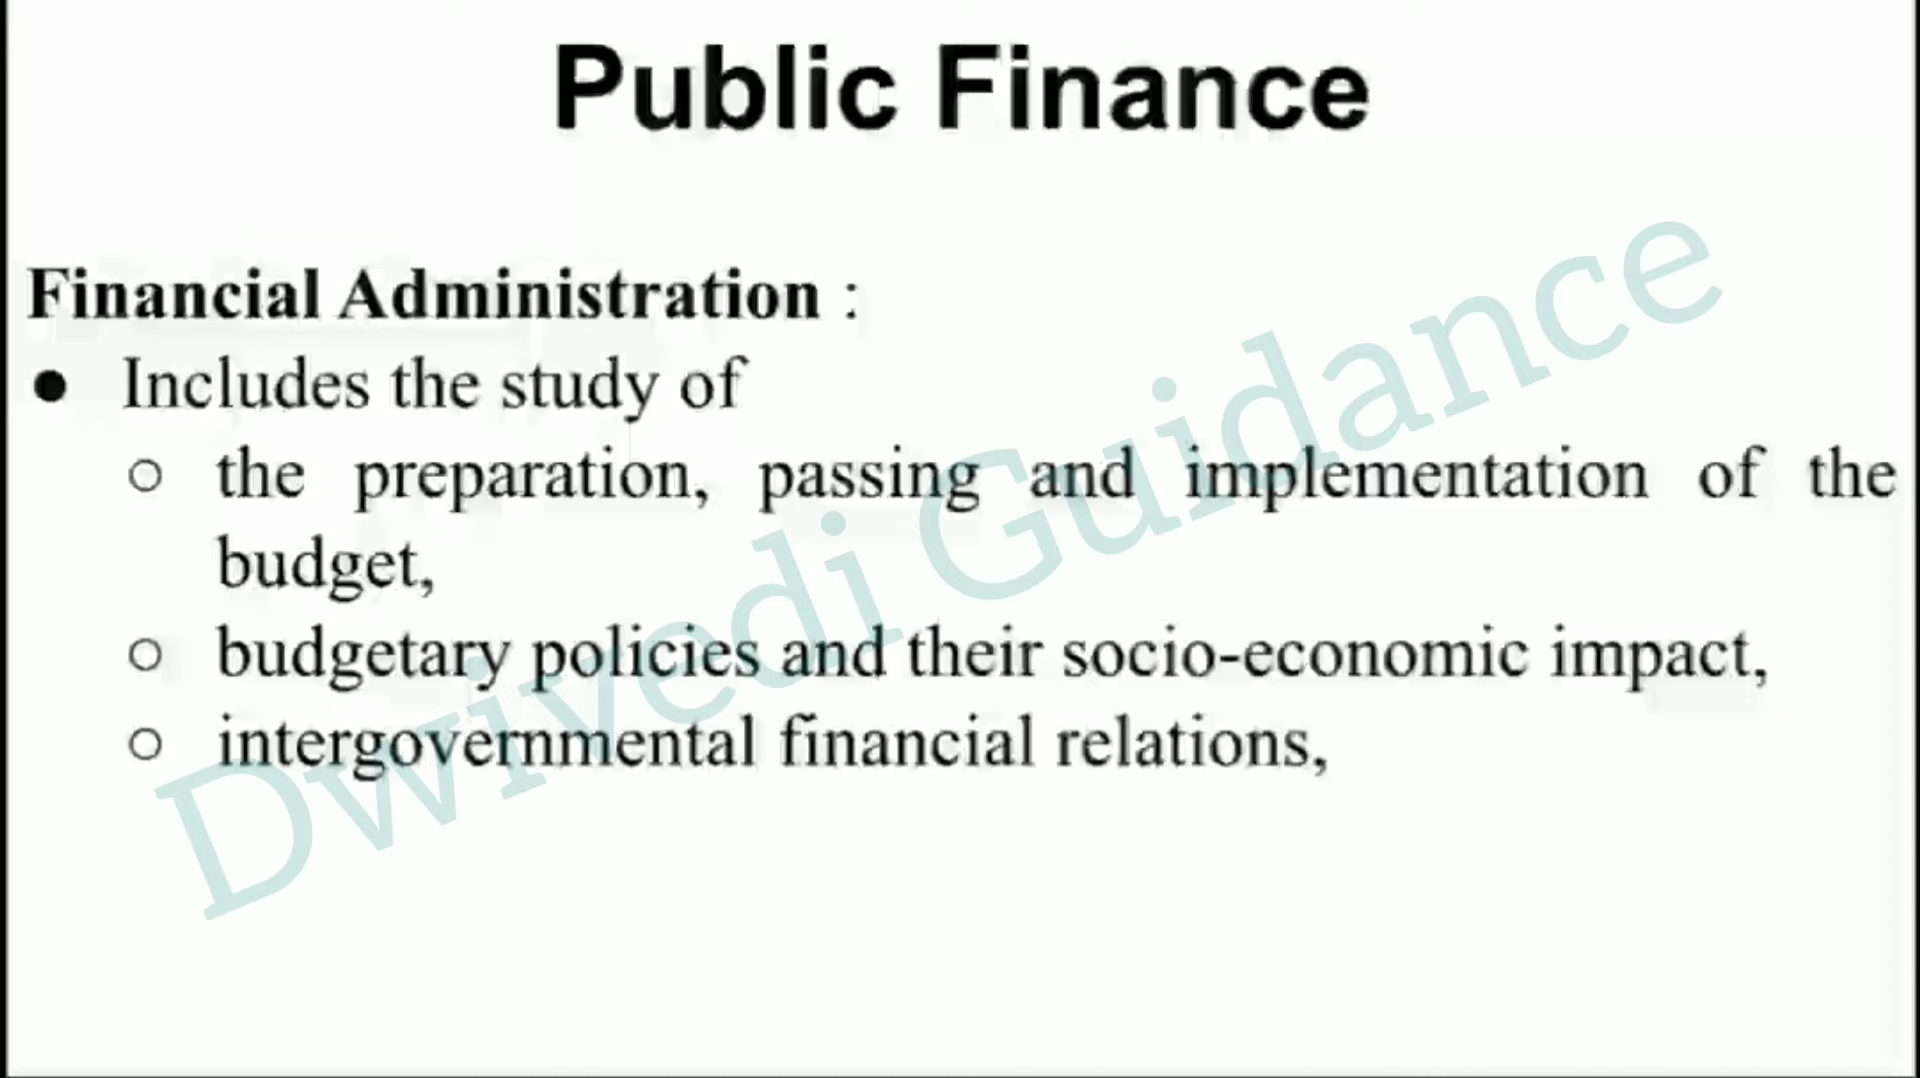 Public Finance
Financial Administration :
● Includes the study of
○ the preparation, passing and implementation of the
budget,
○ budgetary policies and their socio-economic impact,
○ intergovernmental financial relations,
Dwivedi Guidance